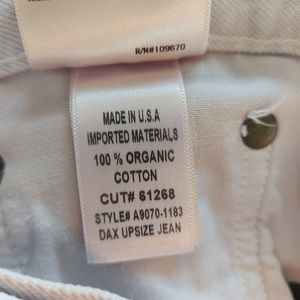 R/N#109670
MADE IN U.S.A
IMPORTED MATERIALS
100 % ORGANIC
COTTON
CUT# 61268
STYLE# A9070-1183
DAX UPSIZE JEAN